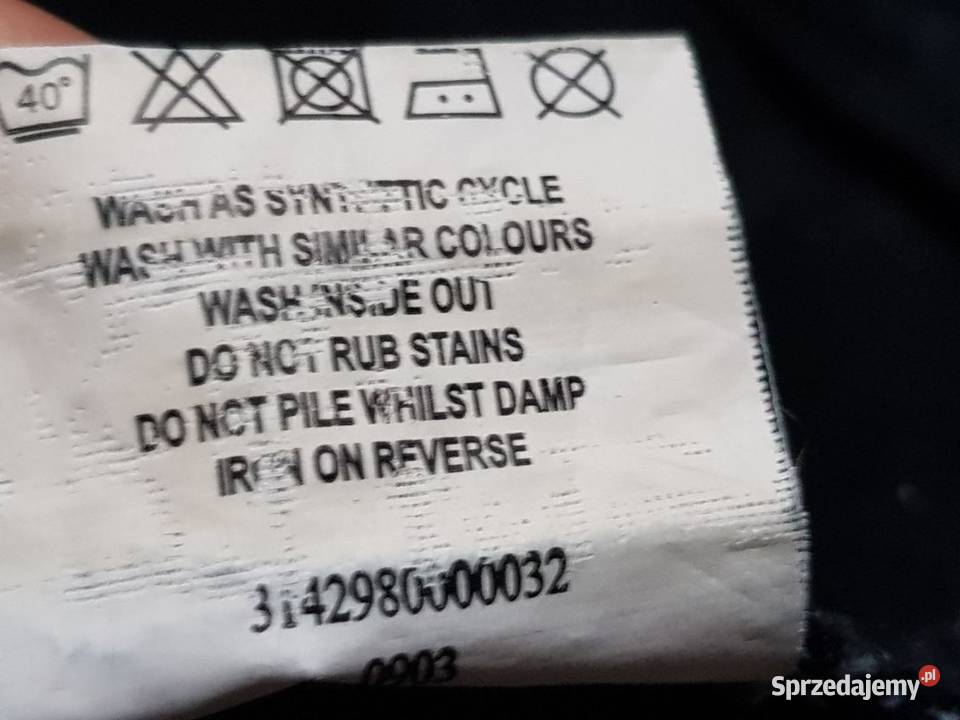 40°
WASH AS SYNTHETIC CYCLE
WASH WITH SIMILAR COLOURS
WASH INSIDE OUT
DO NOT RUB STAINS
DO NOT PILE WHILST DAMP
IRON ON REVERSE
3142980000032
0903
Sprzedajemy.pl